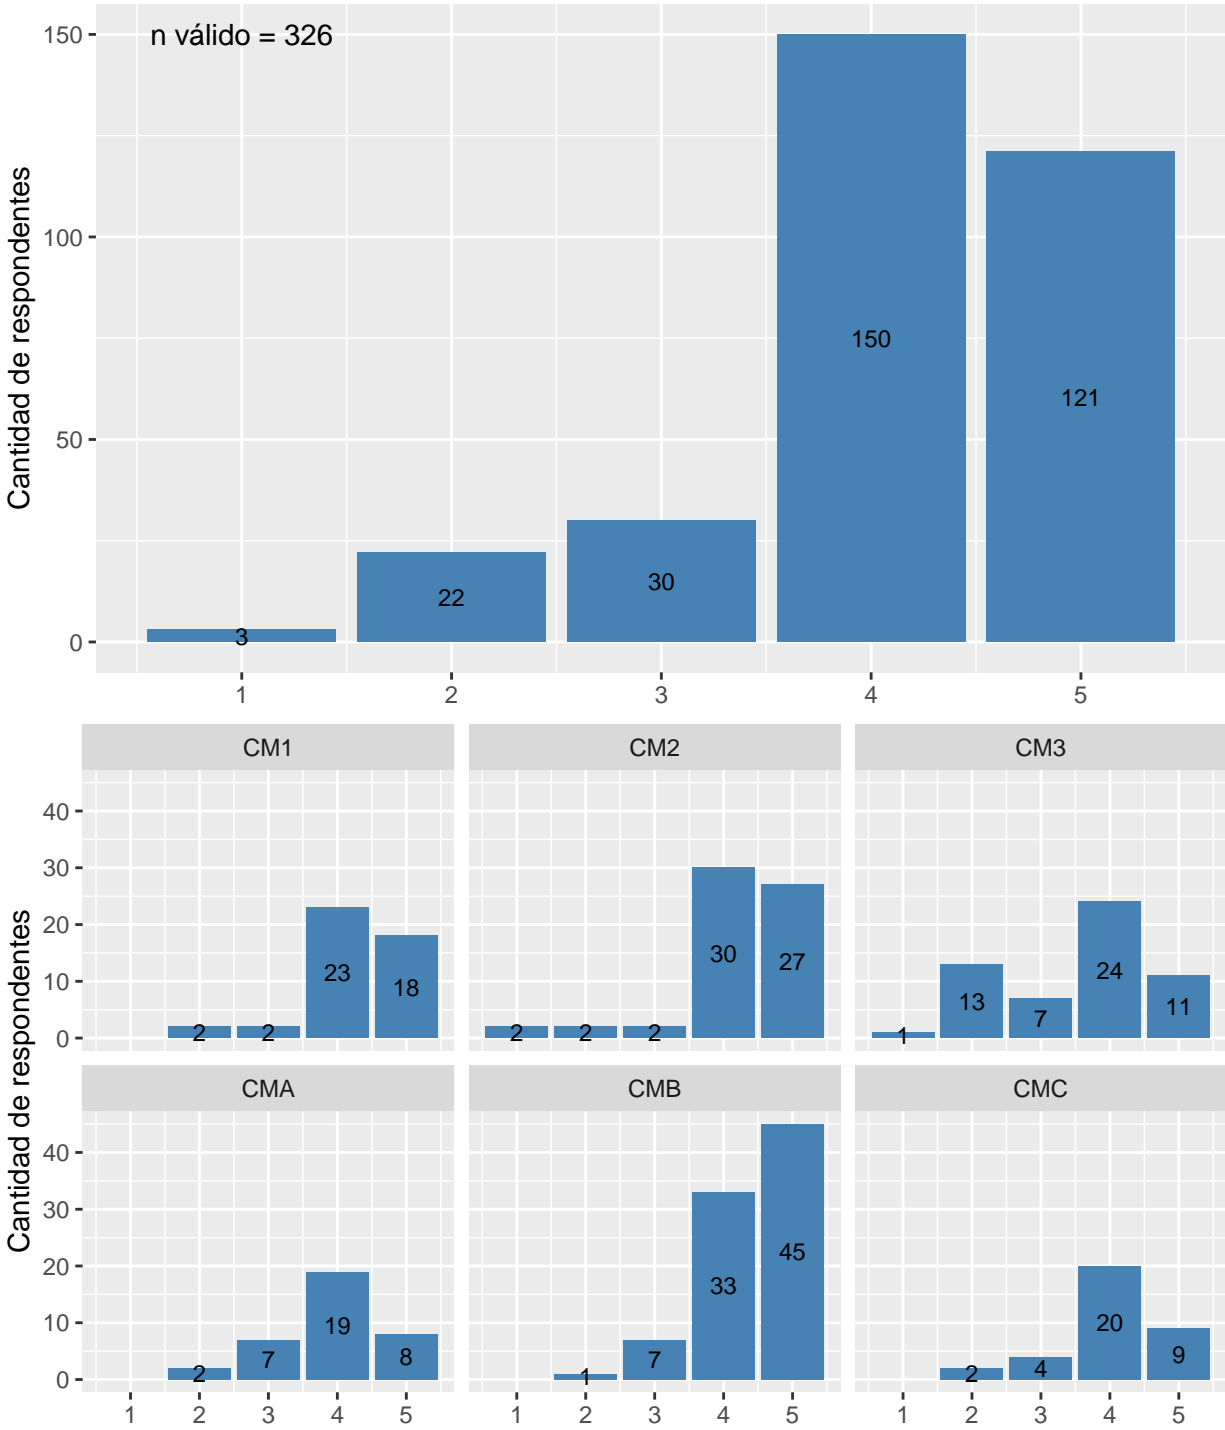 n válido = 326
Cantidad de respondentes
150
100
50
0
3
22
30
150
121
1 2 3 4 5
CM1 CM2 CM3
Cantidad de respondentes
40
30
20
10
0
2 2 23 18
2 2 2 30 27
1 13 7 24 11
CMA CMB CMC
40
30
20
10
0
2 7 19 8
1 7 33 45
2 4 20 9
1 2 3 4 5 1 2 3 4 5 1 2 3 4 5